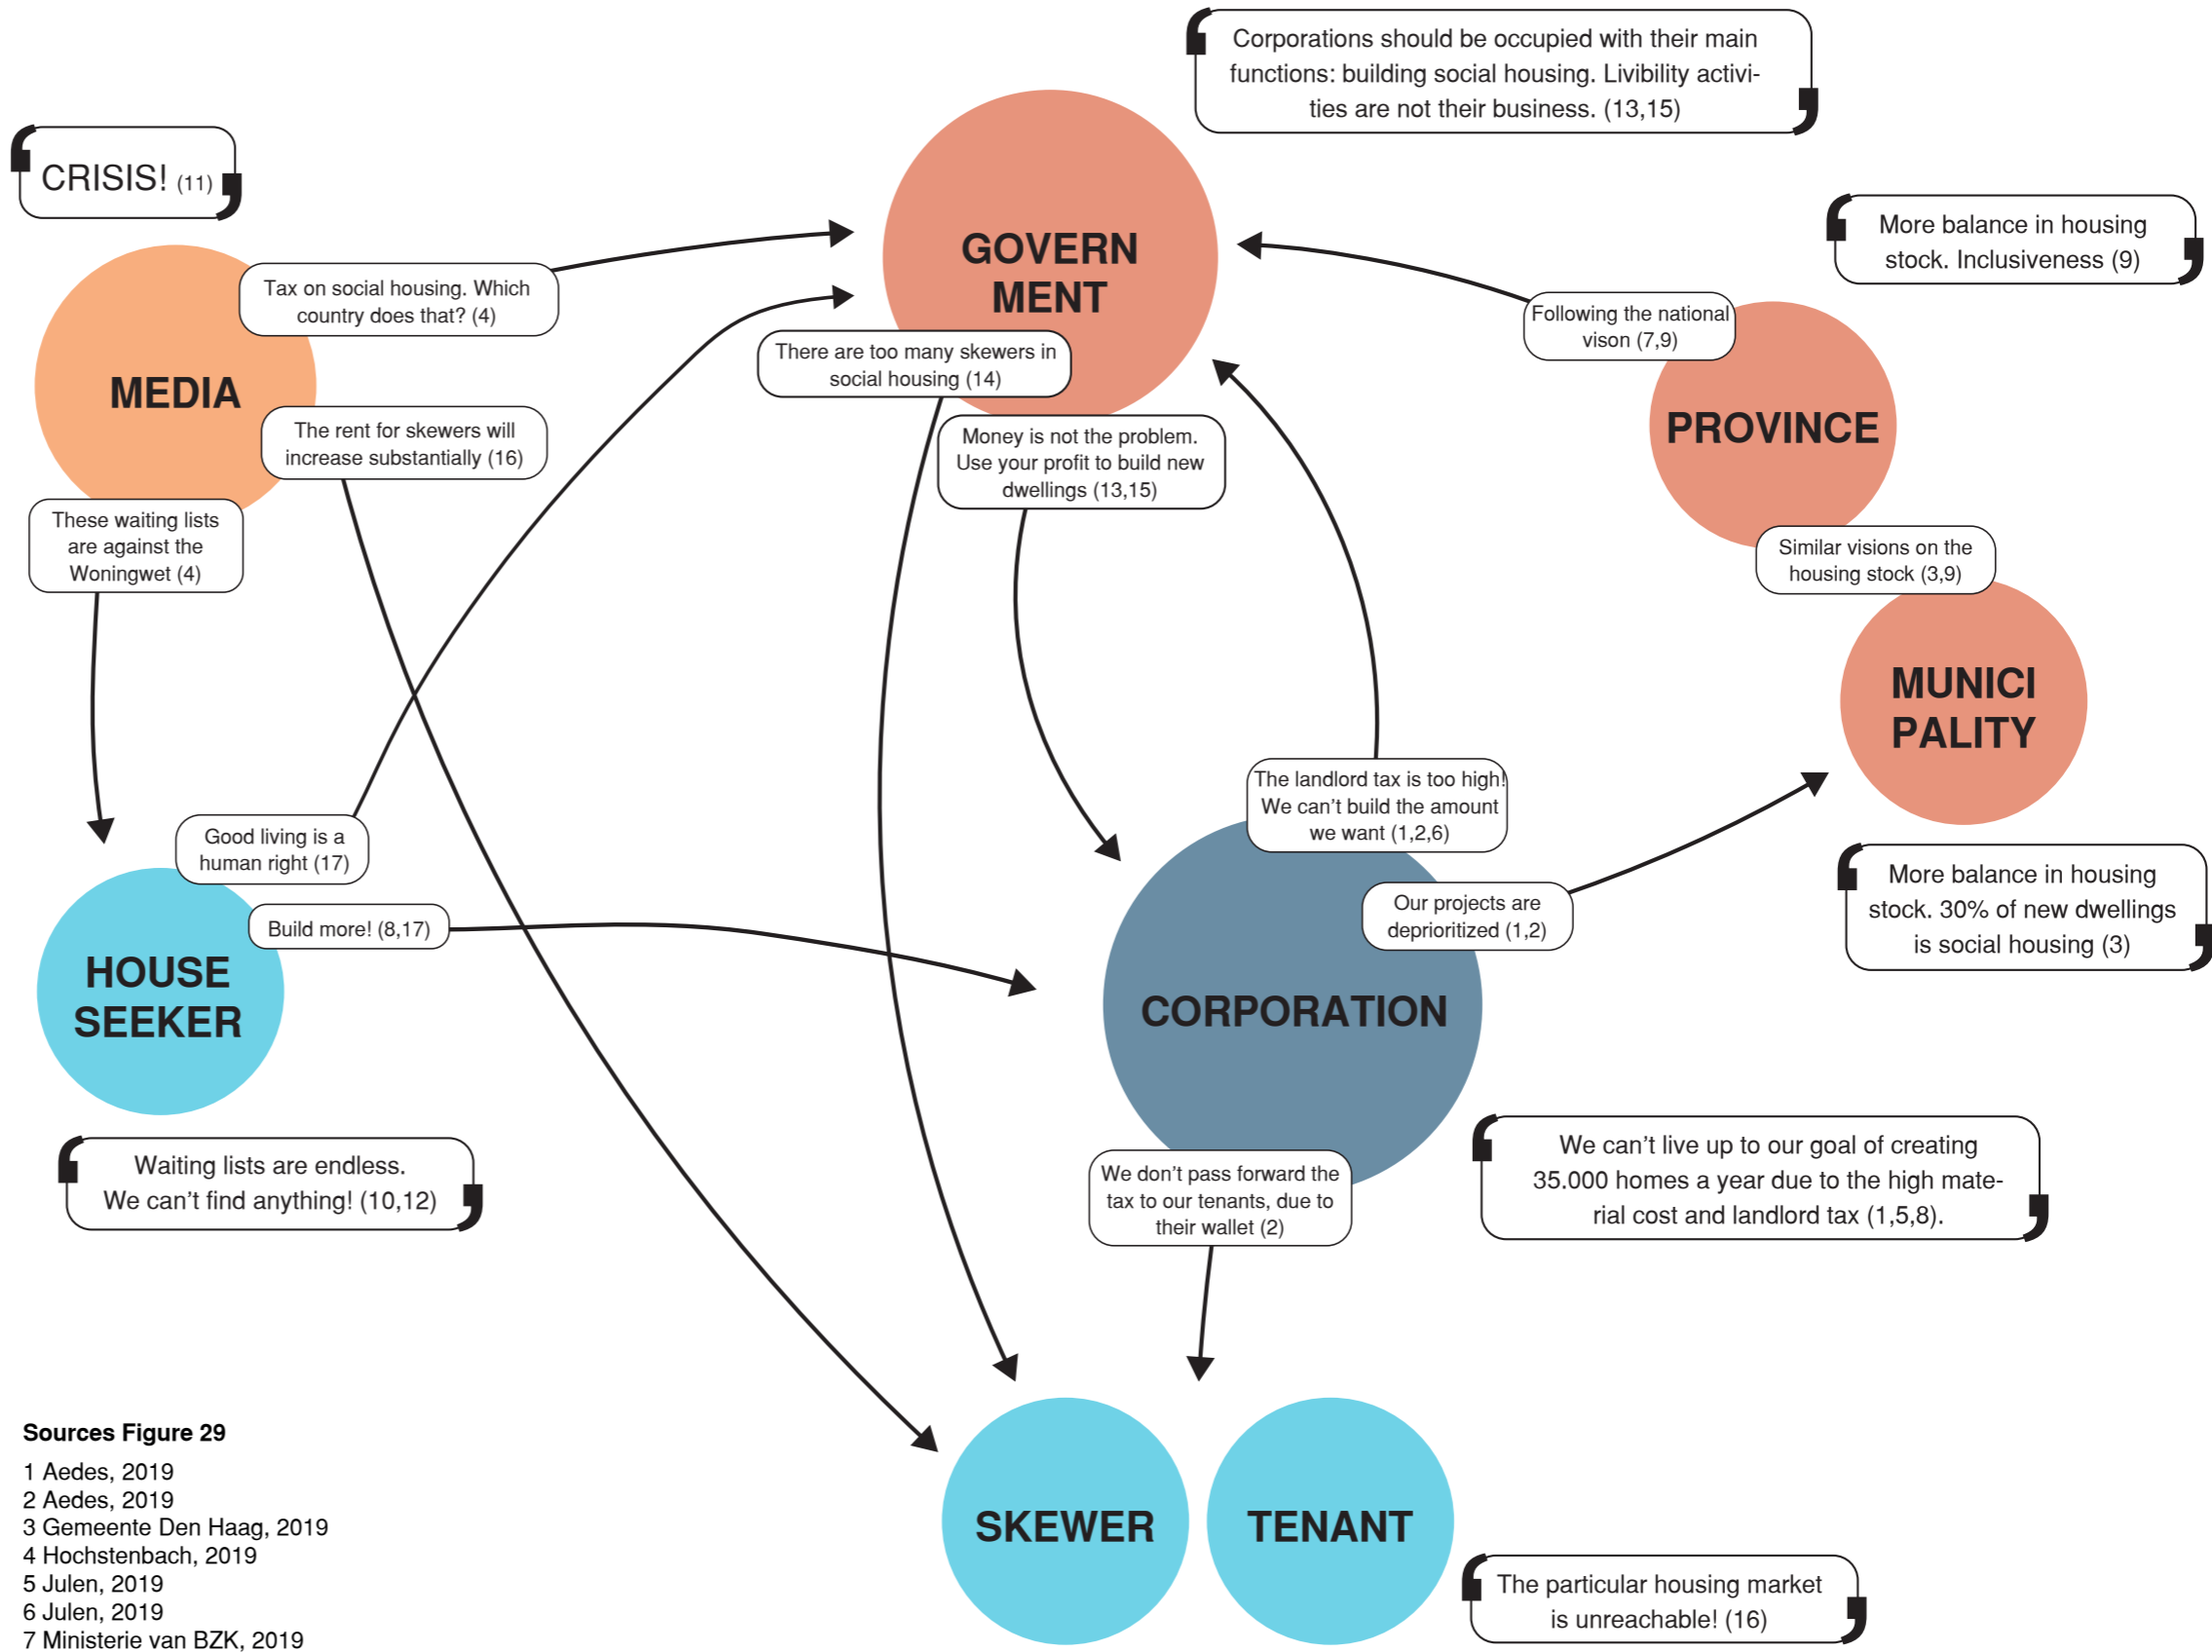 Corporations should be occupied with their main
functions: building social housing. Livibility activi-
ties are not their business. (13,15)
CRISIS! (11)
More balance in housing
stock. Inclusiveness (9)
GOVERN
MENT
Tax on social housing. Which
country does that? (4)
Following the national
vison (7,9)
MEDIA
There are too many skewers in
social housing (14)
PROVINCE
The rent for skewers will
increase substantially (16)
Money is not the problem.
Use your profit to build new
dwellings (13,15)
These waiting lists
are against the
Woningwet (4)
Similar visions on the
housing stock (3,9)
MUNICI
PALITY
The landlord tax is too high!
We can't build the amount
we want (1,2,6)
Good living is a
human right (17)
Build more! (8,17)
Our projects are
deprioritized (1,2)
More balance in housing
stock. 30% of new dwellings
is social housing (3)
HOUSE
SEEKER
CORPORATION
Waiting lists are endless.
We can't find anything! (10,12)
We don't pass forward the
tax to our tenants, due to
their wallet (2)
We can't live up to our goal of creating
35.000 homes a year due to the high mate-
rial cost and landlord tax (1,5,8).
SKEWER
TENANT
The particular housing market
is unreachable! (16)
Sources Figure 29
1 Aedes, 2019
2 Aedes, 2019
3 Gemeente Den Haag, 2019
4 Hochstenbach, 2019
5 Julen, 2019
6 Julen, 2019
7 Ministerie van BZK, 2019